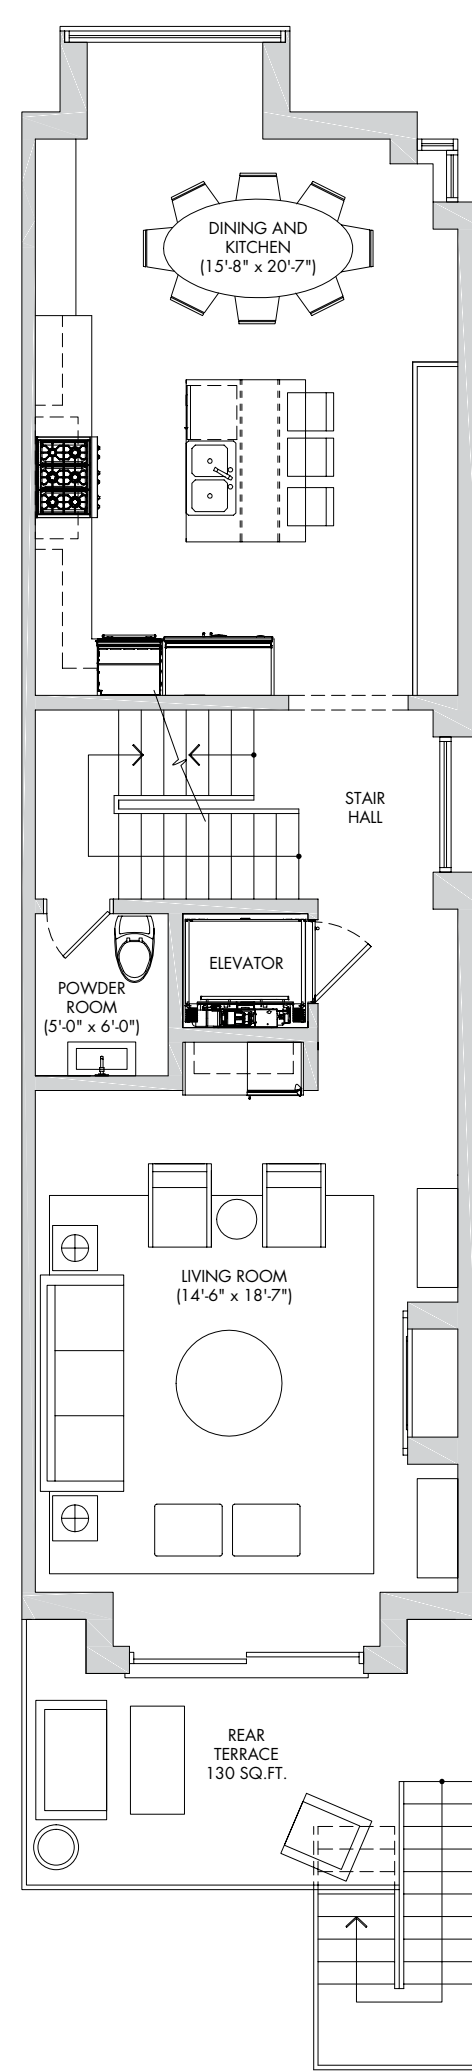 DINING AND
KITCHEN
(15'-8" x 20'-7")
STAIR
HALL
ELEVATOR
POWDER
ROOM
(5'-0" x 6'-0")
LIVING ROOM
(14'-6" x 18'-7")
REAR
TERRACE
130 SQ.FT.